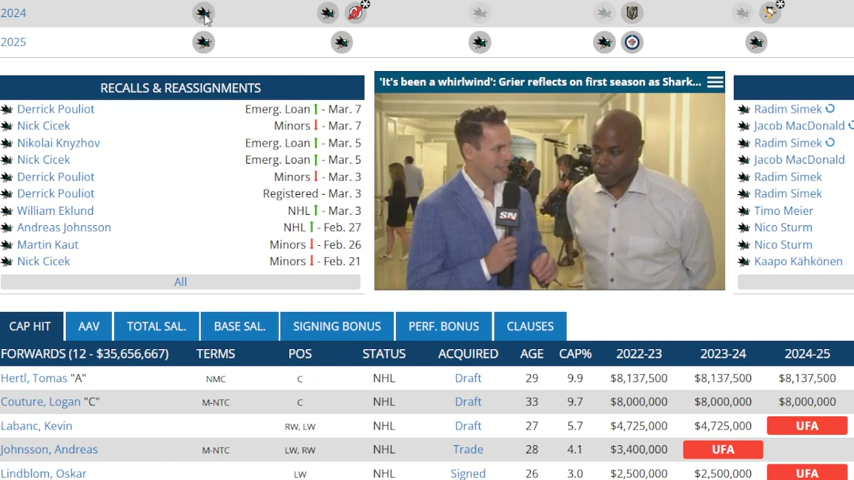 2024
2025
RECALLS & REASSIGNMENTS
Derrick Pouliot Emerg. Loan - Mar. 7
Nick Cicek Minors - Mar. 7
Nikolai Knyzhov Emerg. Loan - Mar. 5
Nick Cicek Emerg. Loan - Mar. 5
Derrick Pouliot Minors - Mar. 3
Derrick Pouliot Registered - Mar. 3
William Eklund NHL - Mar. 3
Andreas Johnsson NHL - Feb. 27
Martin Kaut Minors - Feb. 26
Nick Cicek Minors - Feb. 21
All
'It's been a whirlwind': Grier reflects on first season as Shark...
SN
Radim Simek
Jacob MacDonald
Radim Simek
Jacob MacDonald
Radim Simek
Radim Simek
Timo Meier
Nico Sturm
Nico Sturm
Kaapo Kähkönen
CAP HIT AAV TOTAL SAL. BASE SAL. SIGNING BONUS PERF. BONUS CLAUSES
FORWARDS (12 - $35,656,667) TERMS POS STATUS ACQUIRED AGE CAP% 2022-23 2023-24 2024-25
Hertl, Tomas "A" NMC C NHL Draft 29 9.9 $8,137,500 $8,137,500 $8,137,500
Couture, Logan "C" M-NTC C NHL Draft 33 9.7 $8,000,000 $8,000,000 $8,000,000
Labanc, Kevin RW, LW NHL Draft 27 5.7 $4,725,000 $4,725,000 UFA
Johnsson, Andreas M-NTC LW, RW NHL Trade 28 4.1 $3,400,000 UFA
Lindblom, Oskar LW NHL Signed 26 3.0 $2,500,000 $2,500,000 UFA